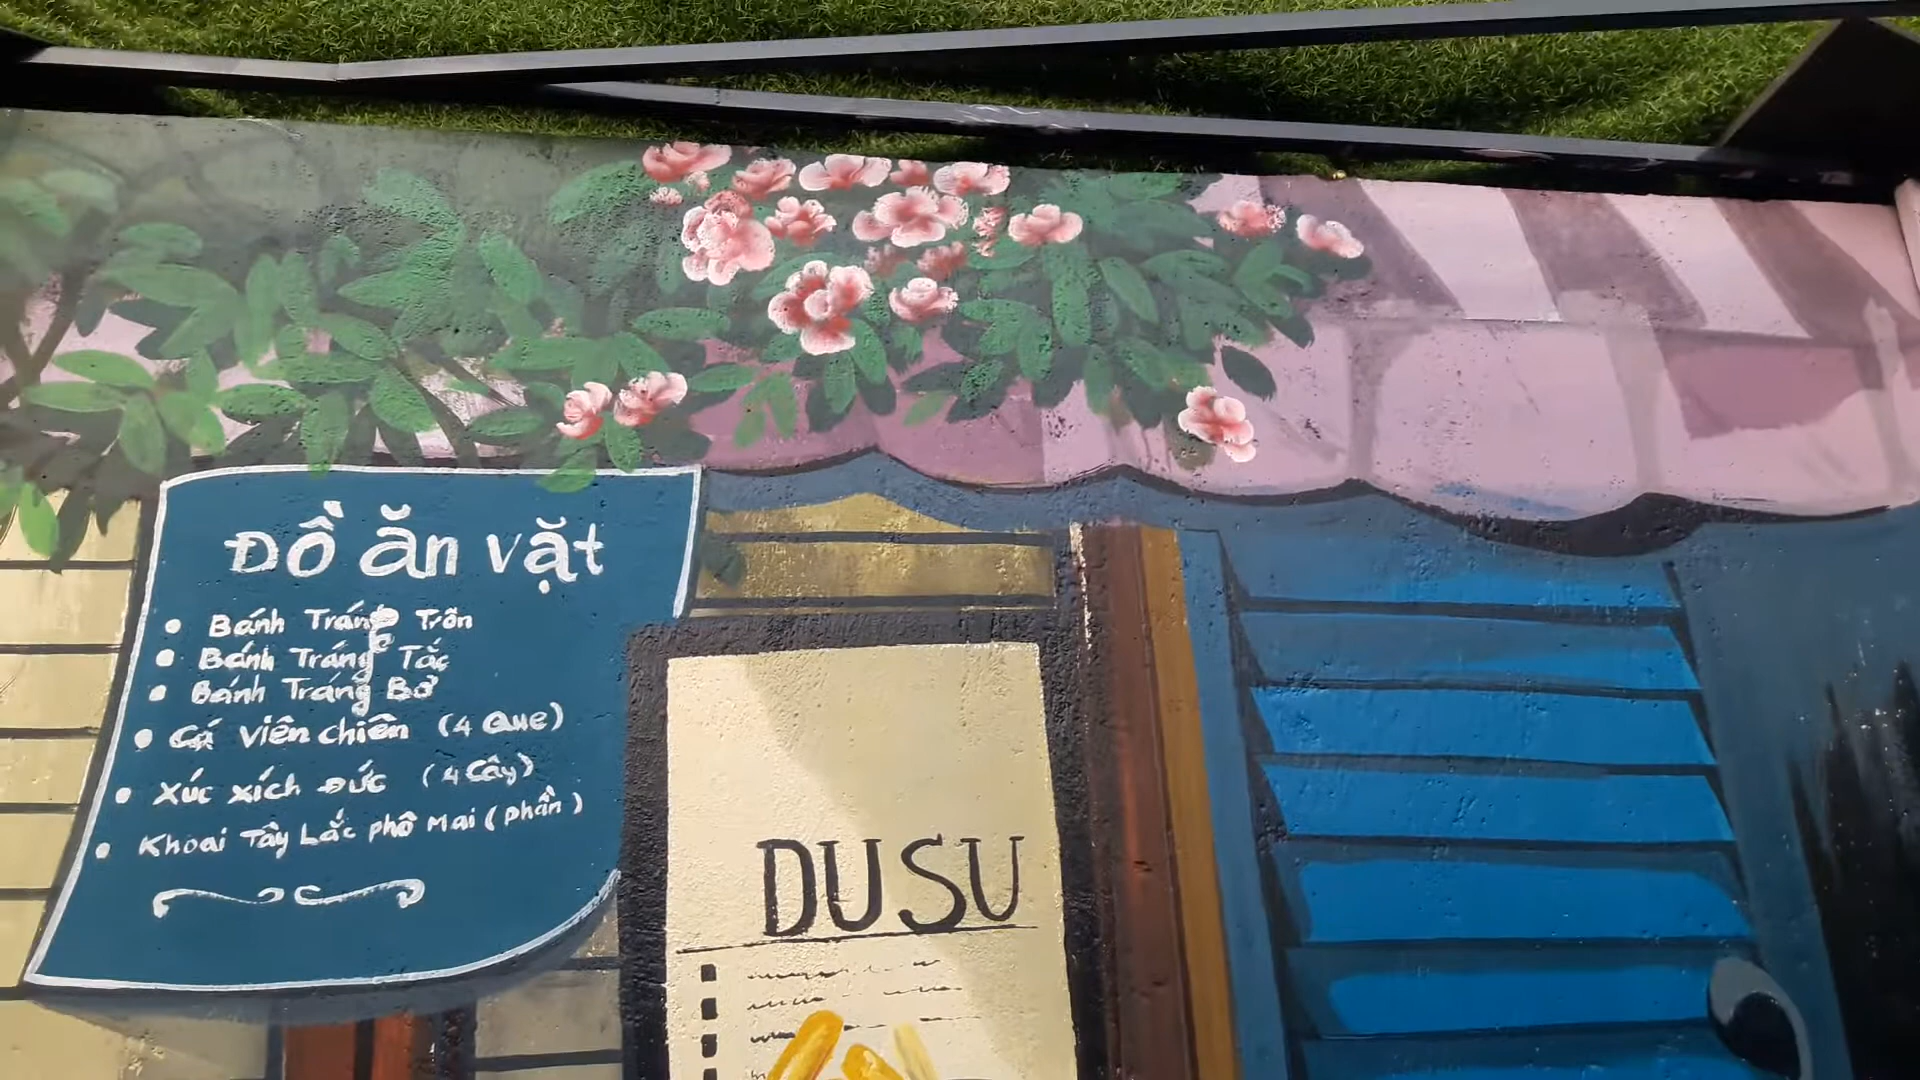 Đồ ăn vặt
Bánh Tráng Trộn
Bánh Tráng Tắc
Bánh Tráng Bơ
Cá viên chiên (4 Que)
Xúc xích Đức (4 Cây)
Khoai Tây Lắc phô Mai (phần)
DUSU